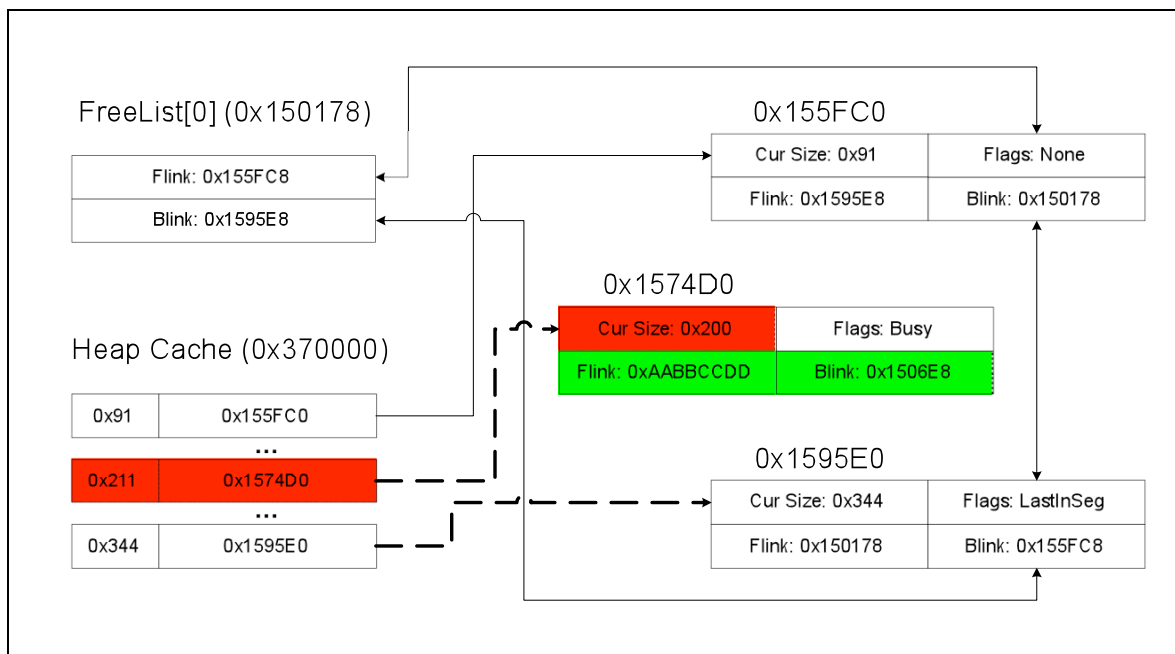 FreeList[0] (0x150178)
Flink: 0x155FC8
Blink: 0x1595E8
0x155FC0
Cur Size: 0x91
Flags: None
Flink: 0x1595E8
Blink: 0x150178
0x1574D0
Cur Size: 0x200
Flags: Busy
Flink: 0xAABBCCDD
Blink: 0x1506E8
Heap Cache (0x370000)
0x91
0x155FC0
...
0x211
0x1574D0
...
0x344
0x1595E0
0x1595E0
Cur Size: 0x344
Flags: LastInSeg
Flink: 0x150178
Blink: 0x155FC8